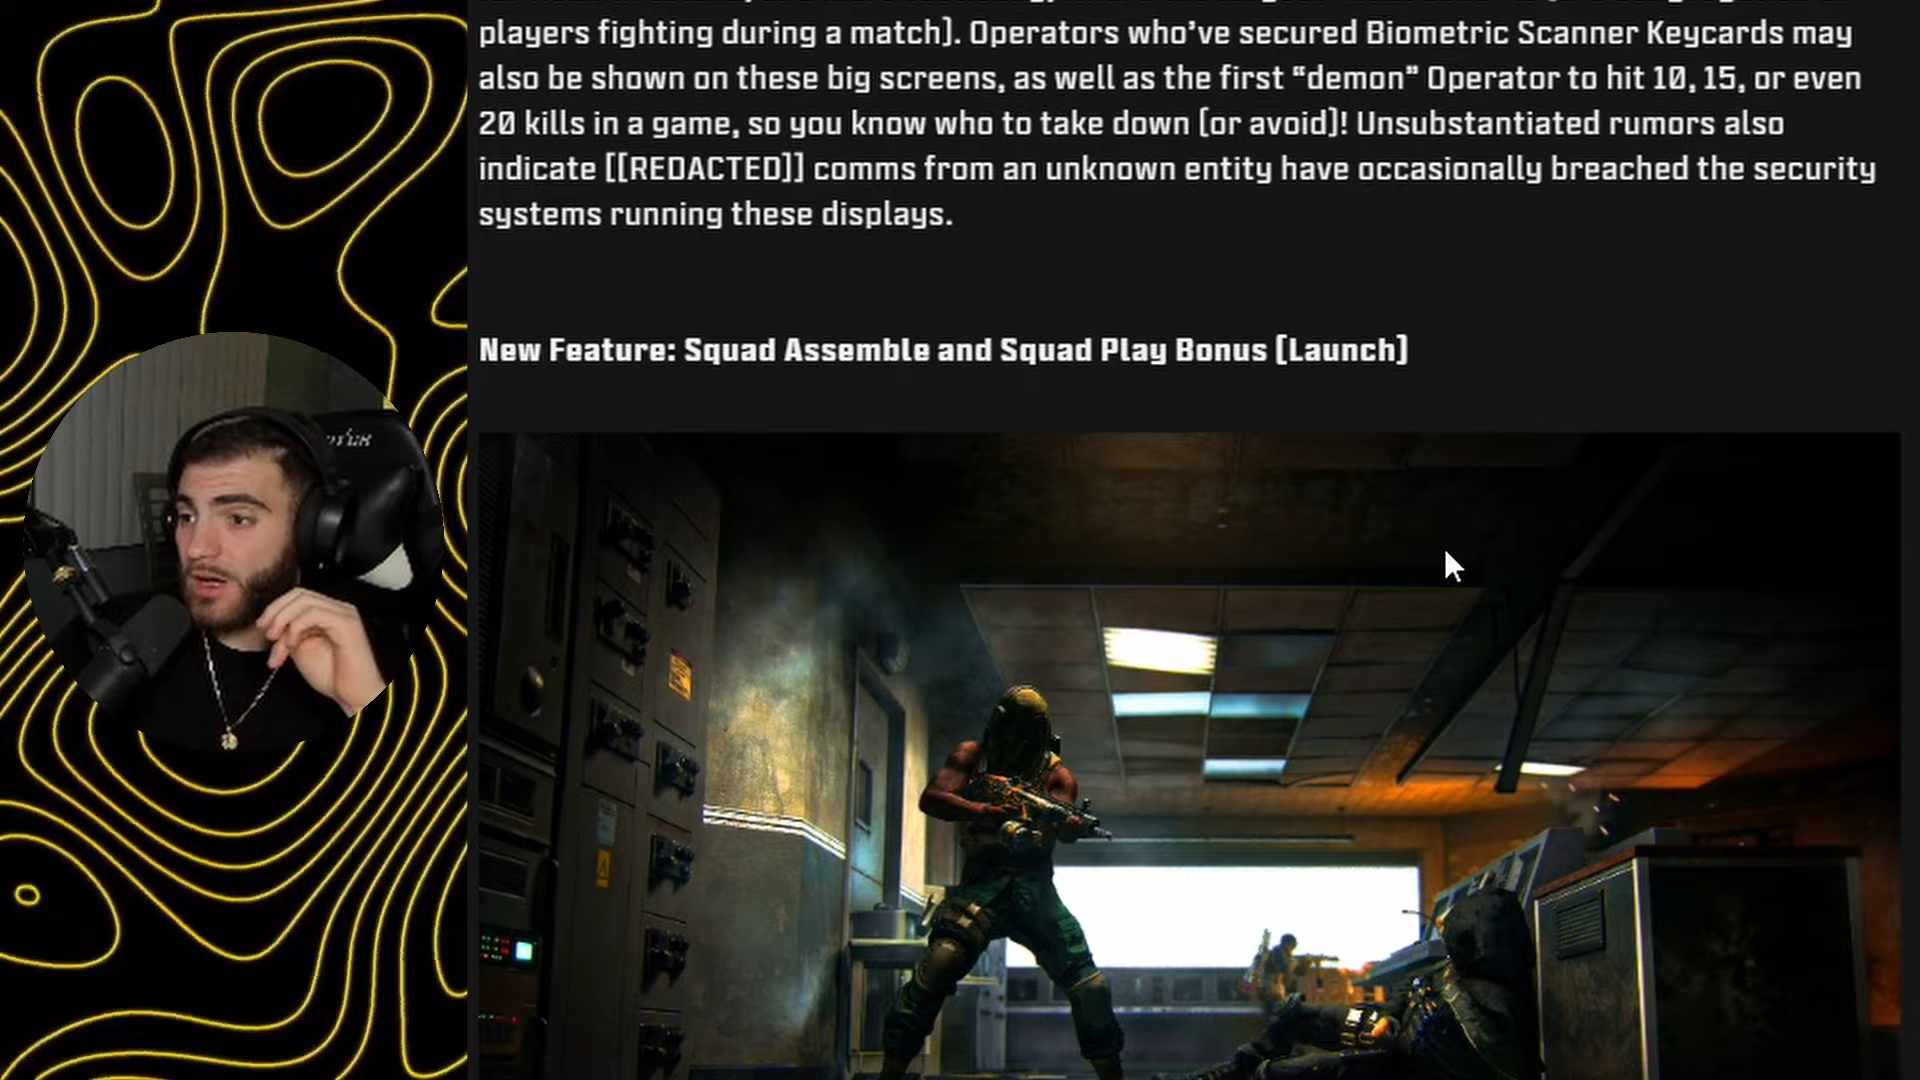 players fighting during a match). Operators who’ve secured Biometric Scanner Keycards may
also be shown on these big screens, as well as the first “demon” Operator to hit 10, 15, or even
20 kills in a game, so you know who to take down (or avoid)! Unsubstantiated rumors also
indicate [[REDACTED]] comms from an unknown entity have occasionally breached the security
systems running these displays.
New Feature: Squad Assemble and Squad Play Bonus (Launch)